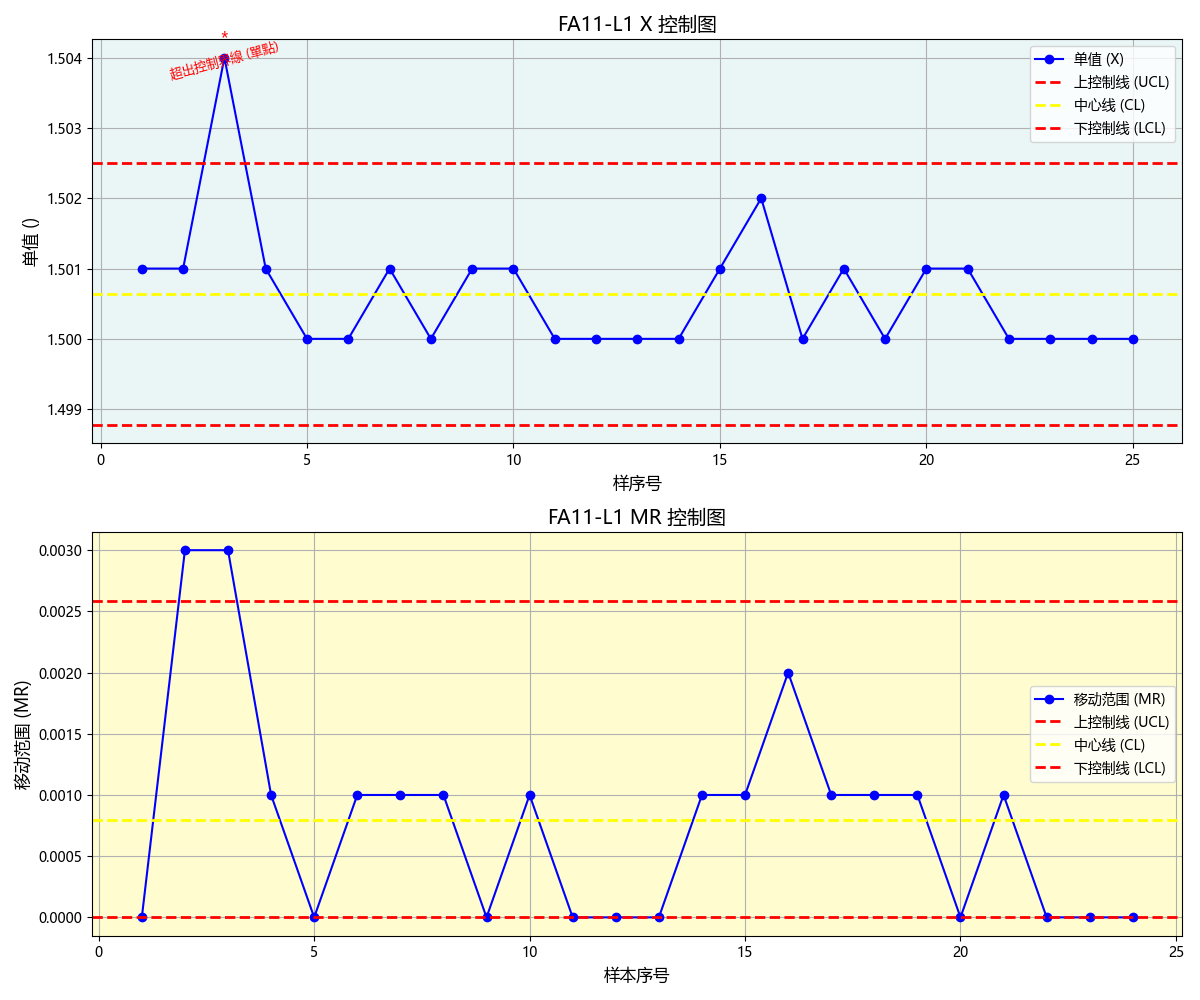 FA11-L1 X 控制图
*
超出控制界線 (單點)
单值 (X)
上控制线 (UCL)
中心线 (CL)
下控制线 (LCL)
单值 ()
1.504
1.503
1.502
1.501
1.500
1.499
0 5 10 15 20 25
样序号
FA11-L1 MR 控制图
移动范围 (MR)
上控制线 (UCL)
中心线 (CL)
下控制线 (LCL)
移动范围 (MR)
0.0030
0.0025
0.0020
0.0015
0.0010
0.0005
0.0000
0 5 10 15 20 25
样本序号